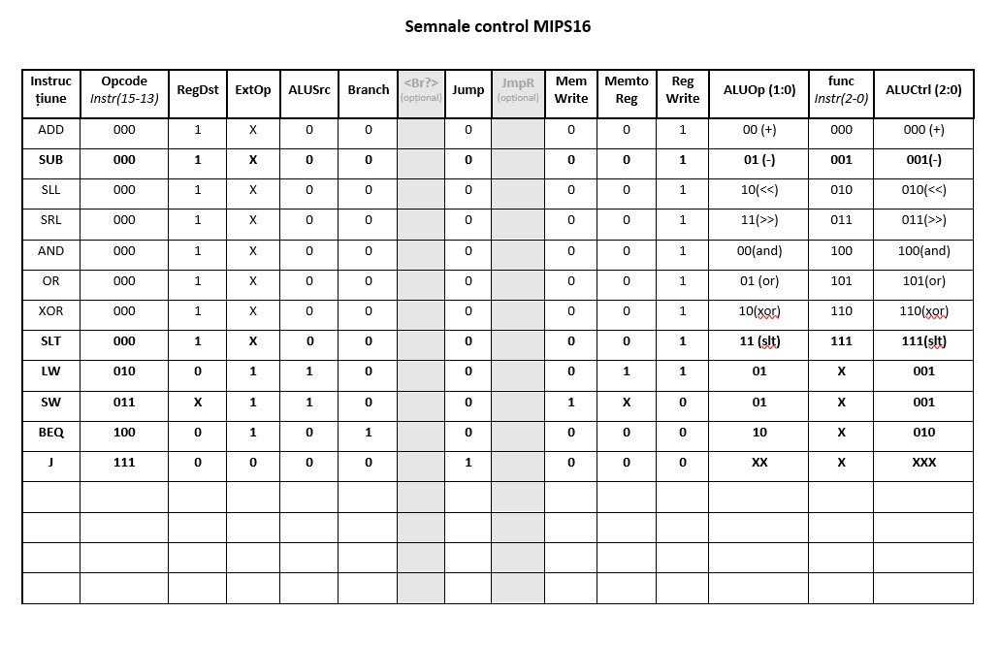 Semnale control MIPS16
Instruc țiune Opcode Instr(15-13) RegDst ExtOp ALUSrc Branch <Br?> (opțional) Jump JmpR (opțional) Mem Write Memto Reg Reg Write ALUOp (1:0) func Instr(2-0) ALUCtrl (2:0)
ADD 000 1 X 0 0 0 0 0 1 00 (+) 000 000 (+)
SUB 000 1 X 0 0 0 0 0 1 01 (-) 001 001(-)
SLL 000 1 X 0 0 0 0 0 1 10(<<) 010 010(<<)
SRL 000 1 X 0 0 0 0 0 1 11(>>) 011 011(>>)
AND 000 1 X 0 0 0 0 0 1 00(and) 100 100(and)
OR 000 1 X 0 0 0 0 0 1 01 (or) 101 101(or)
XOR 000 1 X 0 0 0 0 0 1 10(xor) 110 110(xor)
SLT 000 1 X 0 0 0 0 0 1 11 (slt) 111 111(slt)
LW 010 0 1 1 0 0 0 1 1 01 X 001
SW 011 X 1 1 0 0 1 X 0 01 X 001
BEQ 100 0 1 0 1 0 0 0 0 10 X 010
J 111 0 0 0 0 1 0 0 0 XX X XXX